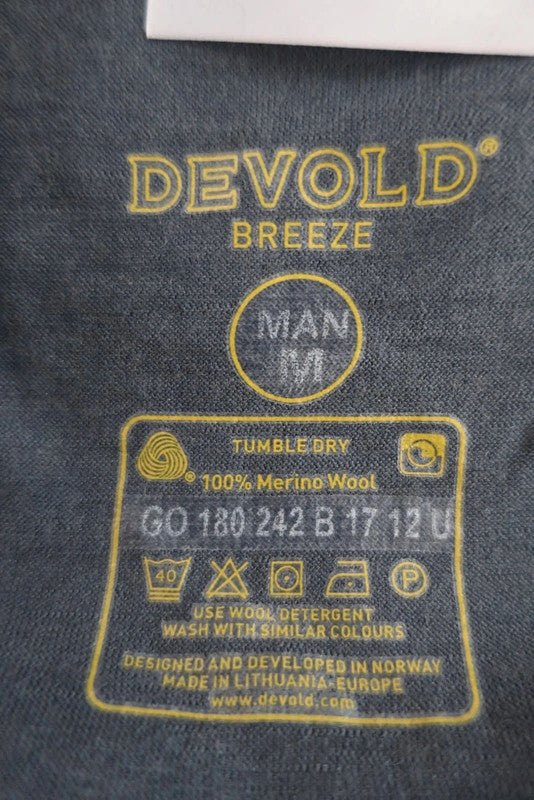 DEVOLD®
BREEZE
MAN
M
TUMBLE DRY
100% Merino Wool
GO 180 242 B 17 12 U
40
P
USE WOOL DETERGENT
WASH WITH SIMILAR COLOURS
DESIGNED AND DEVELOPED IN NORWAY
MADE IN LITHUANIA-EUROPE
www.devold.com